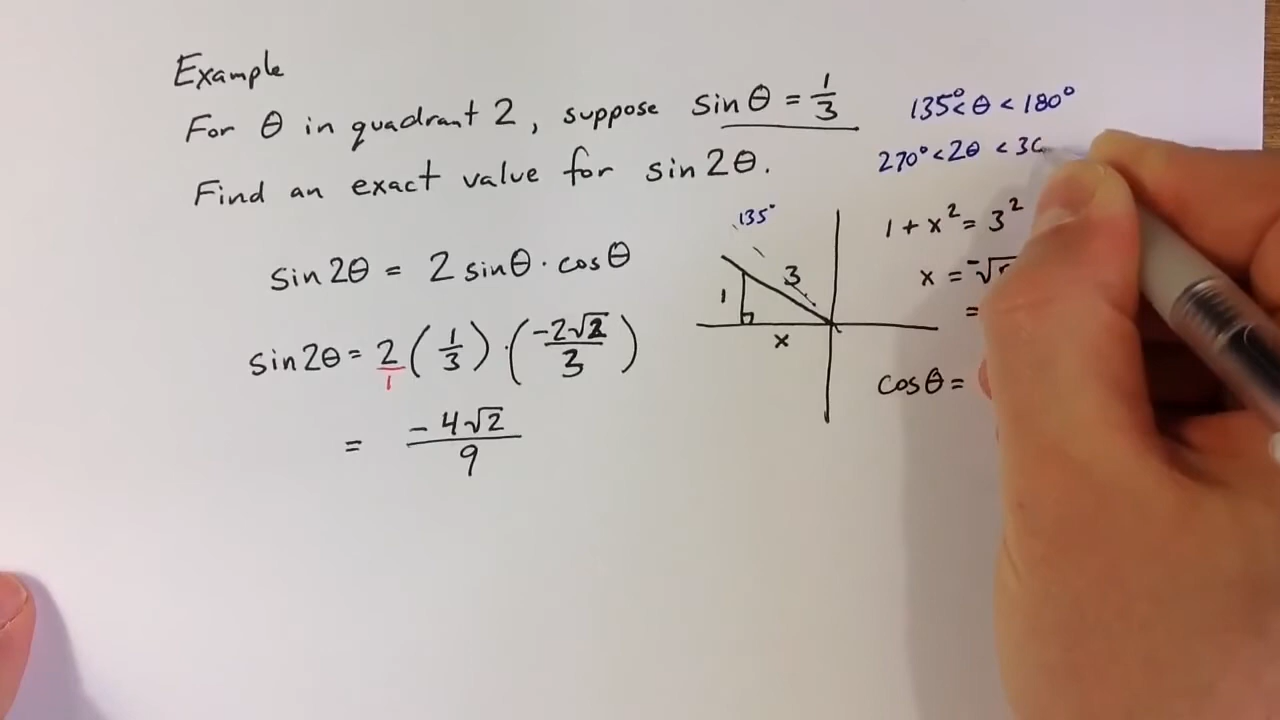 Example
For θ in quadrant 2, suppose sin θ = 1/3
Find an exact value for sin 2θ.
135° < θ < 180°
270° < 2θ <
135°
sin 2θ = 2 sin θ · cos θ
1 + x² = 3²
3
1
x
x = -√
=
sin 2θ = 2/1 (1/3) · (-2√2/3)
cos θ =
= -4√2/9